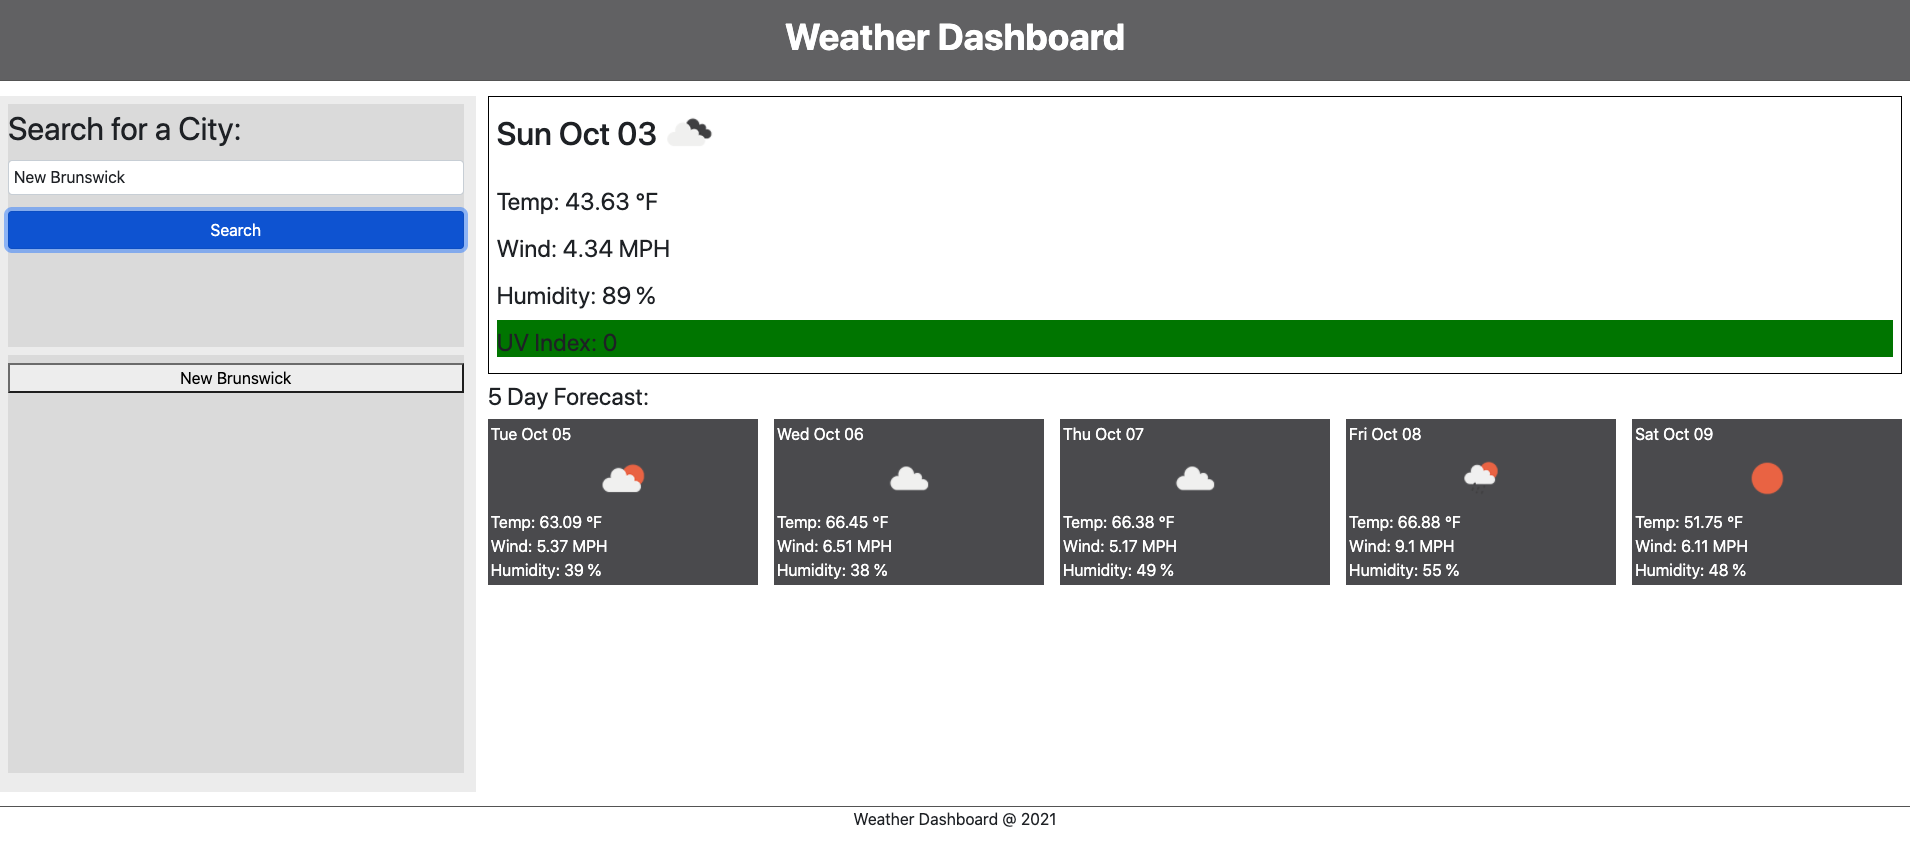 Weather Dashboard
Search for a City:
New Brunswick
Search
New Brunswick
Sun Oct 03
Temp: 43.63 °F
Wind: 4.34 MPH
Humidity: 89 %
UV Index: 0
5 Day Forecast:
Tue Oct 05
Temp: 63.09 °F
Wind: 5.37 MPH
Humidity: 39 %
Wed Oct 06
Temp: 66.45 °F
Wind: 6.51 MPH
Humidity: 38 %
Thu Oct 07
Temp: 66.38 °F
Wind: 5.17 MPH
Humidity: 49 %
Fri Oct 08
Temp: 66.88 °F
Wind: 9.1 MPH
Humidity: 55 %
Sat Oct 09
Temp: 51.75 °F
Wind: 6.11 MPH
Humidity: 48 %
Weather Dashboard @ 2021